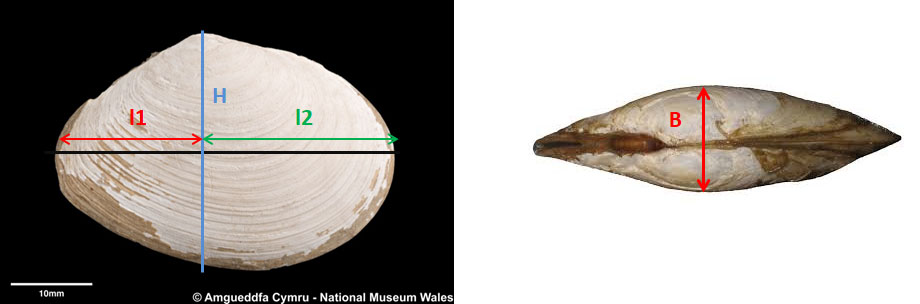 H
l1
l2
B
10mm
© Amgueddfa Cymru - National Museum Wales